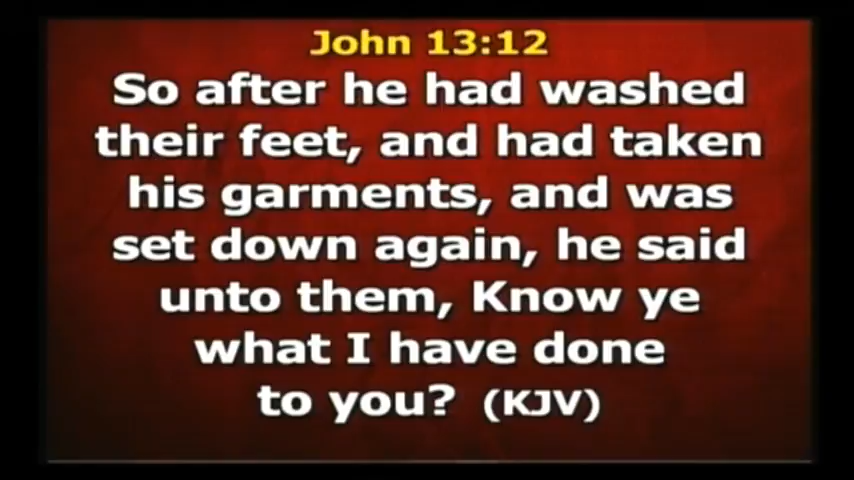 John 13:12
So after he had washed
their feet, and had taken
his garments, and was
set down again, he said
unto them, Know ye
what I have done
to you? (KJV)